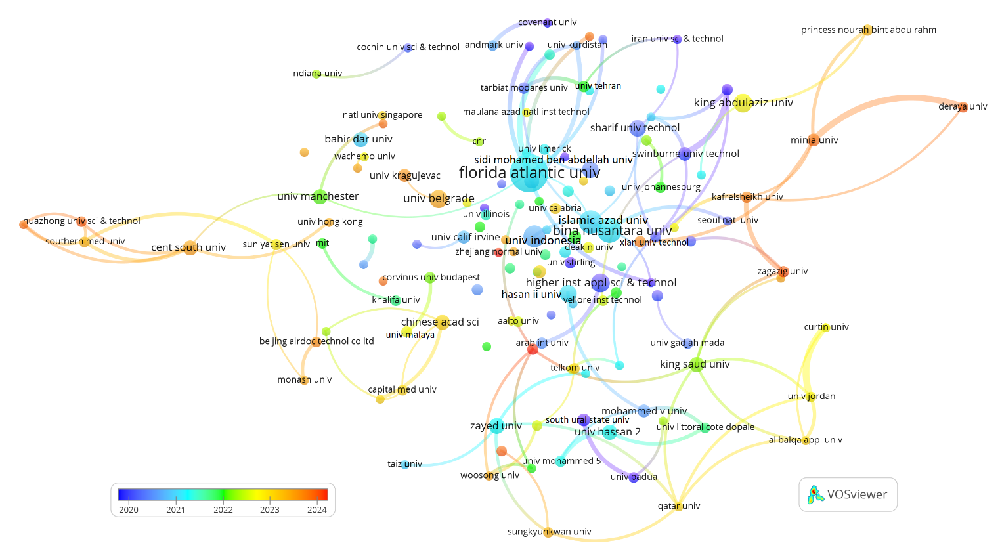 covenant univ
princess nourah bint abdulrahm
iran univ sci & technol
cochin univ sci & technol
landmark univ
univ kurdistan
indiana univ
tarbiat modares univ
univ tehran
king abdulaziz univ
deraya univ
maulana azad natl inst technol
natl univ singapore
sharif univ technol
bahir dar univ
cnr
minia univ
univ limerick
wachemo univ
swinburne univ technol
sidi mohamed ben abdellah univ
florida atlantic univ
univ kragujevac
univ johannesburg
univ manchester
univ belgrade
kafrelsheikh univ
univ calabria
univ illinois
huazhong univ sci & technol
univ hong kong
islamic azad univ
seoul natl univ
bina nusantara univ
univ calif irvine
southern med univ
cent south univ
sun yat sen univ
mit
univ indonesia
xian univ technol
deakin univ
zhejiang normal univ
univ stirling
zagazig univ
corvinus univ budapest
higher inst appl sci & technol
hasan ii univ
khalifa univ
vellore inst technol
chinese acad sci
aalto univ
curtin univ
univ malaya
beijing airdoc technol co ltd
arab int univ
univ gadjah mada
king saud univ
telkom univ
monash univ
capital med univ
univ jordan
mohammed v univ
south ural state univ
zayed univ
univ hassan 2
univ littoral cote dopale
al balqa appl univ
taiz univ
univ mohammed 5
woosong univ
univ padua
VOSviewer
qatar univ
2020 2021 2022 2023 2024
sungkyunkwan univ